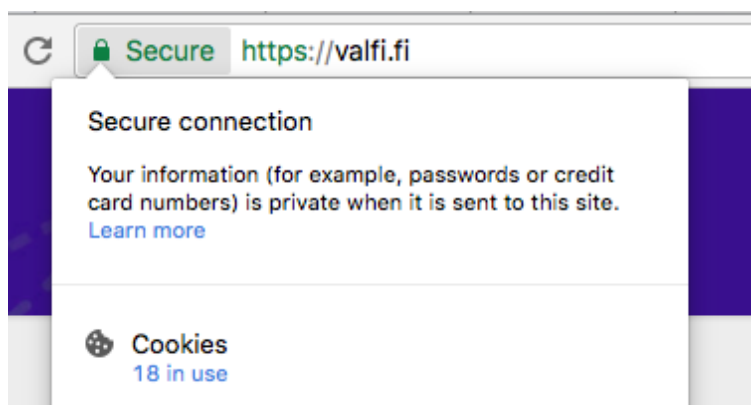 Secure https://valfi.fi
Secure connection
Your information (for example, passwords or credit
card numbers) is private when it is sent to this site.
Learn more
Cookies
18 in use